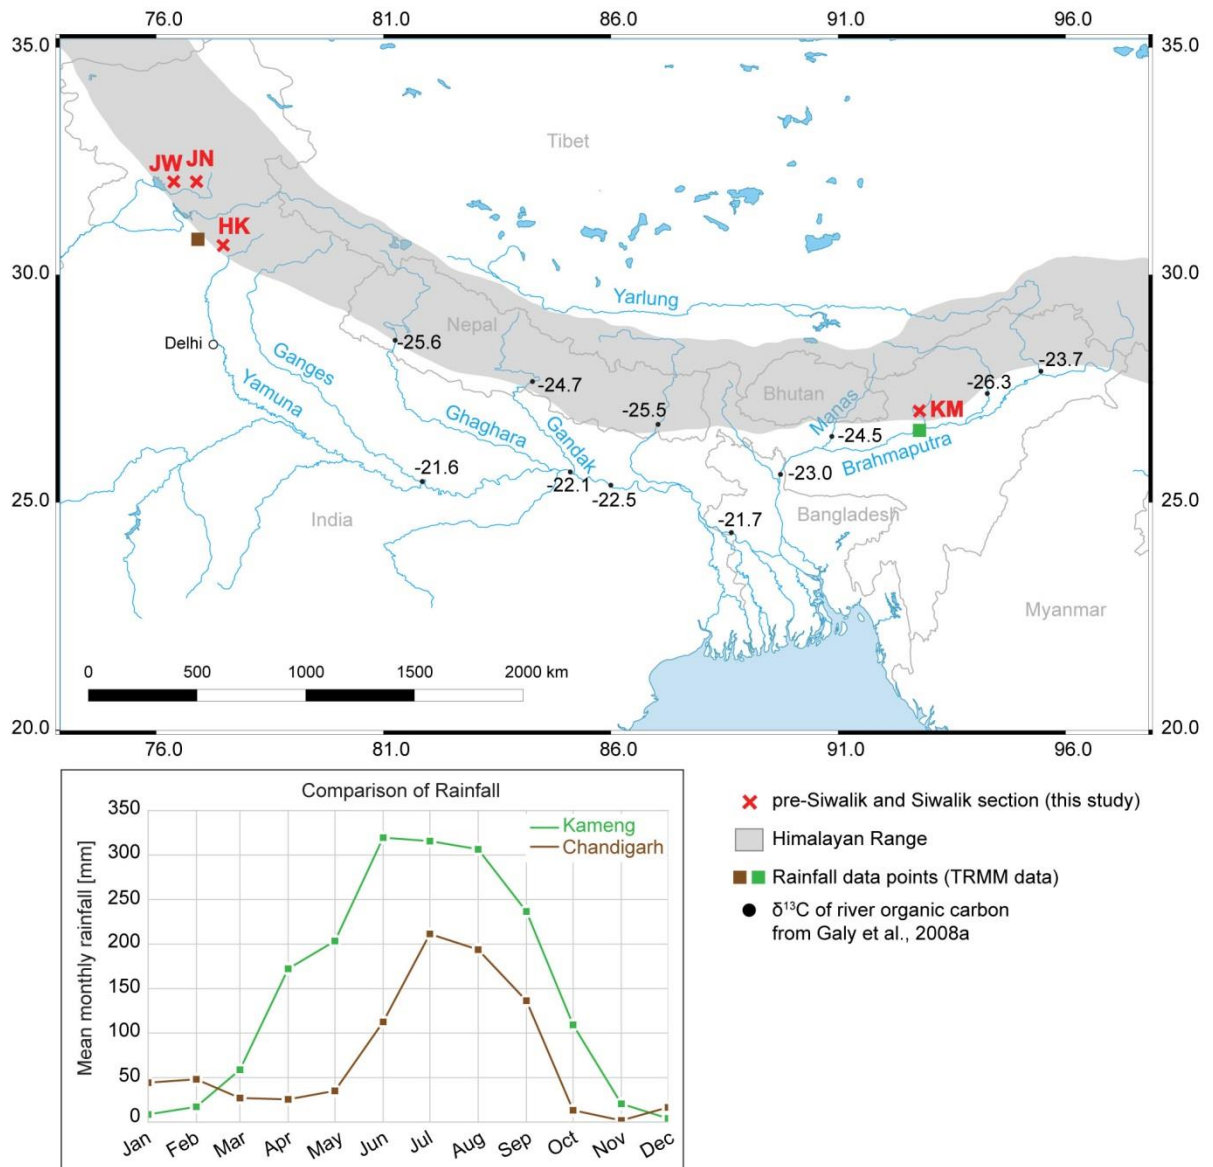 76.0 81.0 86.0 91.0 96.0
35.0 35.0
Tibet
JW JN
HK
30.0 30.0
Yarlung
Nepal
Delhi
-25.6
Ganges
-23.7
-24.7
Bhutan
-26.3
Yamuna
-25.5
Manas
KM
Ghaghara
Gandak
-24.5
Brahmaputra
-21.6
-22.1
-23.0
-22.5
25.0 25.0
India
-21.7
Bangladesh
Myanmar
0 500 1000 1500 2000 km
20.0 20.0
76.0 81.0 86.0 91.0 96.0
Comparison of Rainfall
Mean monthly rainfall [mm]
350
300
250
200
150
100
50
0
Kameng
Chandigarh
Jan Feb Mar Apr May Jun Jul Aug Sep Oct Nov Dec
pre-Siwalik and Siwalik section (this study)
Himalayan Range
Rainfall data points (TRMM data)
δ¹³C of river organic carbon
from Galy et al., 2008a